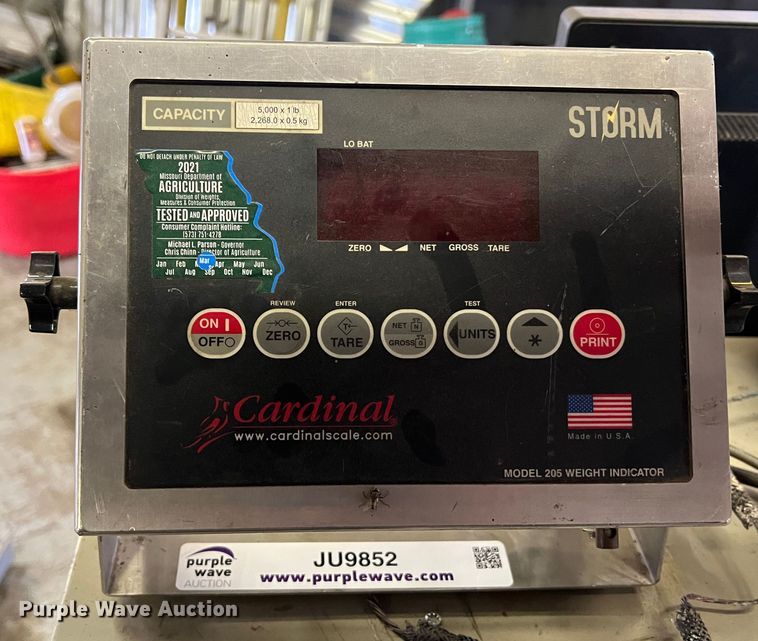 CAPACITY
5,000 x 1 lb
2,268.0 x 0.5 kg
STORM
LO BAT
DO NOT DETACH UNDER PENALTY OF LAW
2021
Missouri Department of
AGRICULTURE
Division of Weights,
Measures & Consumer Protection
TESTED AND APPROVED
Consumer Complaint Hotline:
(573) 751-4278
Michael L. Parson - Governor
Chris Chinn - Director of Agriculture
Jan Feb Mar Apr May Jun
Jul Aug Sep Oct Nov Dec
ZERO NET GROSS TARE
REVIEW ENTER TEST
ON I
OFF O
ZERO
T
TARE
NET N
GROSS G
UNITS
*
PRINT
Cardinal
www.cardinalscale.com
Made in U.S.A.
MODEL 205 WEIGHT INDICATOR
purple wave AUCTION
JU9852
www.purplewave.com
Purple Wave Auction